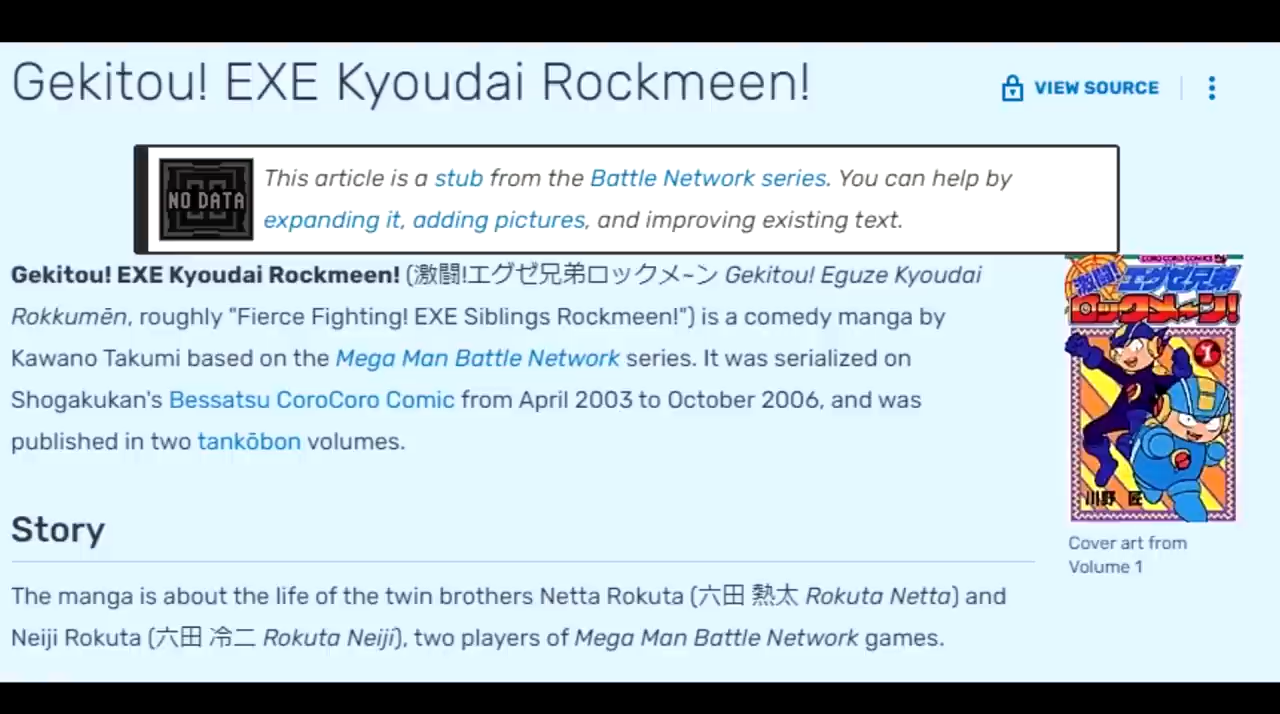 Gekitou! EXE Kyoudai Rockmeen!
VIEW SOURCE
NO DATA
This article is a stub from the Battle Network series. You can help by
expanding it, adding pictures, and improving existing text.
Gekitou! EXE Kyoudai Rockmeen! (激闘!エグゼ兄弟ロックメ~ン Gekitou! Eguze Kyoudai
Rokkumēn, roughly "Fierce Fighting! EXE Siblings Rockmeen!") is a comedy manga by
Kawano Takumi based on the Mega Man Battle Network series. It was serialized on
Shogakukan's Bessatsu CoroCoro Comic from April 2003 to October 2006, and was
published in two tankōbon volumes.
CORO CORO COMICS
激闘!エグゼ兄弟
ロックメ~ン!
1
川野 匠
Cover art from
Volume 1
Story
The manga is about the life of the twin brothers Netta Rokuta (六田 熱太 Rokuta Netta) and
Neiji Rokuta (六田 冷二 Rokuta Neiji), two players of Mega Man Battle Network games.